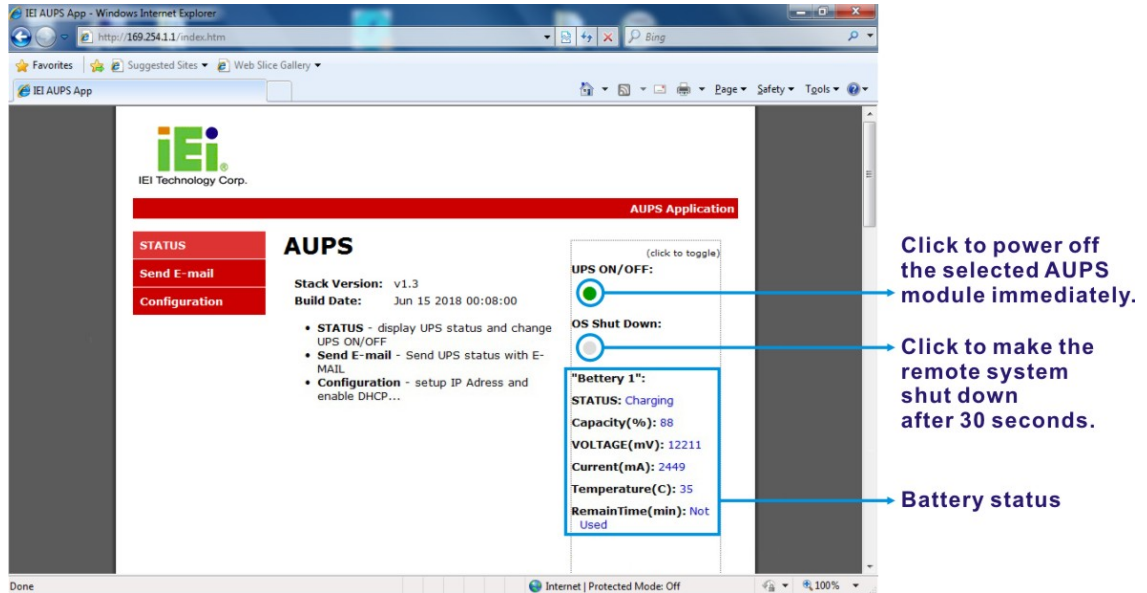 IEI AUPS App - Windows Internet Explorer
http://169.254.1.1/index.htm
Bing
Favorites
Suggested Sites
Web Slice Gallery
IEI AUPS App
Page
Safety
Tools
iEi
IEI Technology Corp.
AUPS Application
STATUS
Send E-mail
Configuration
AUPS
Stack Version: v1.3
Build Date: Jun 15 2018 00:08:00
• STATUS - display UPS status and change
UPS ON/OFF
• Send E-mail - Send UPS status with E-
MAIL
• Configuration - setup IP Adress and
enable DHCP...
(click to toggle)
UPS ON/OFF:
OS Shut Down:
"Bettery 1":
STATUS: Charging
Capacity(%): 88
VOLTAGE(mV): 12211
Current(mA): 2449
Temperature(C): 35
RemainTime(min): Not
Used
Click to power off
the selected AUPS
module immediately.
Click to make the
remote system
shut down
after 30 seconds.
Battery status
Done
Internet | Protected Mode: Off
100%